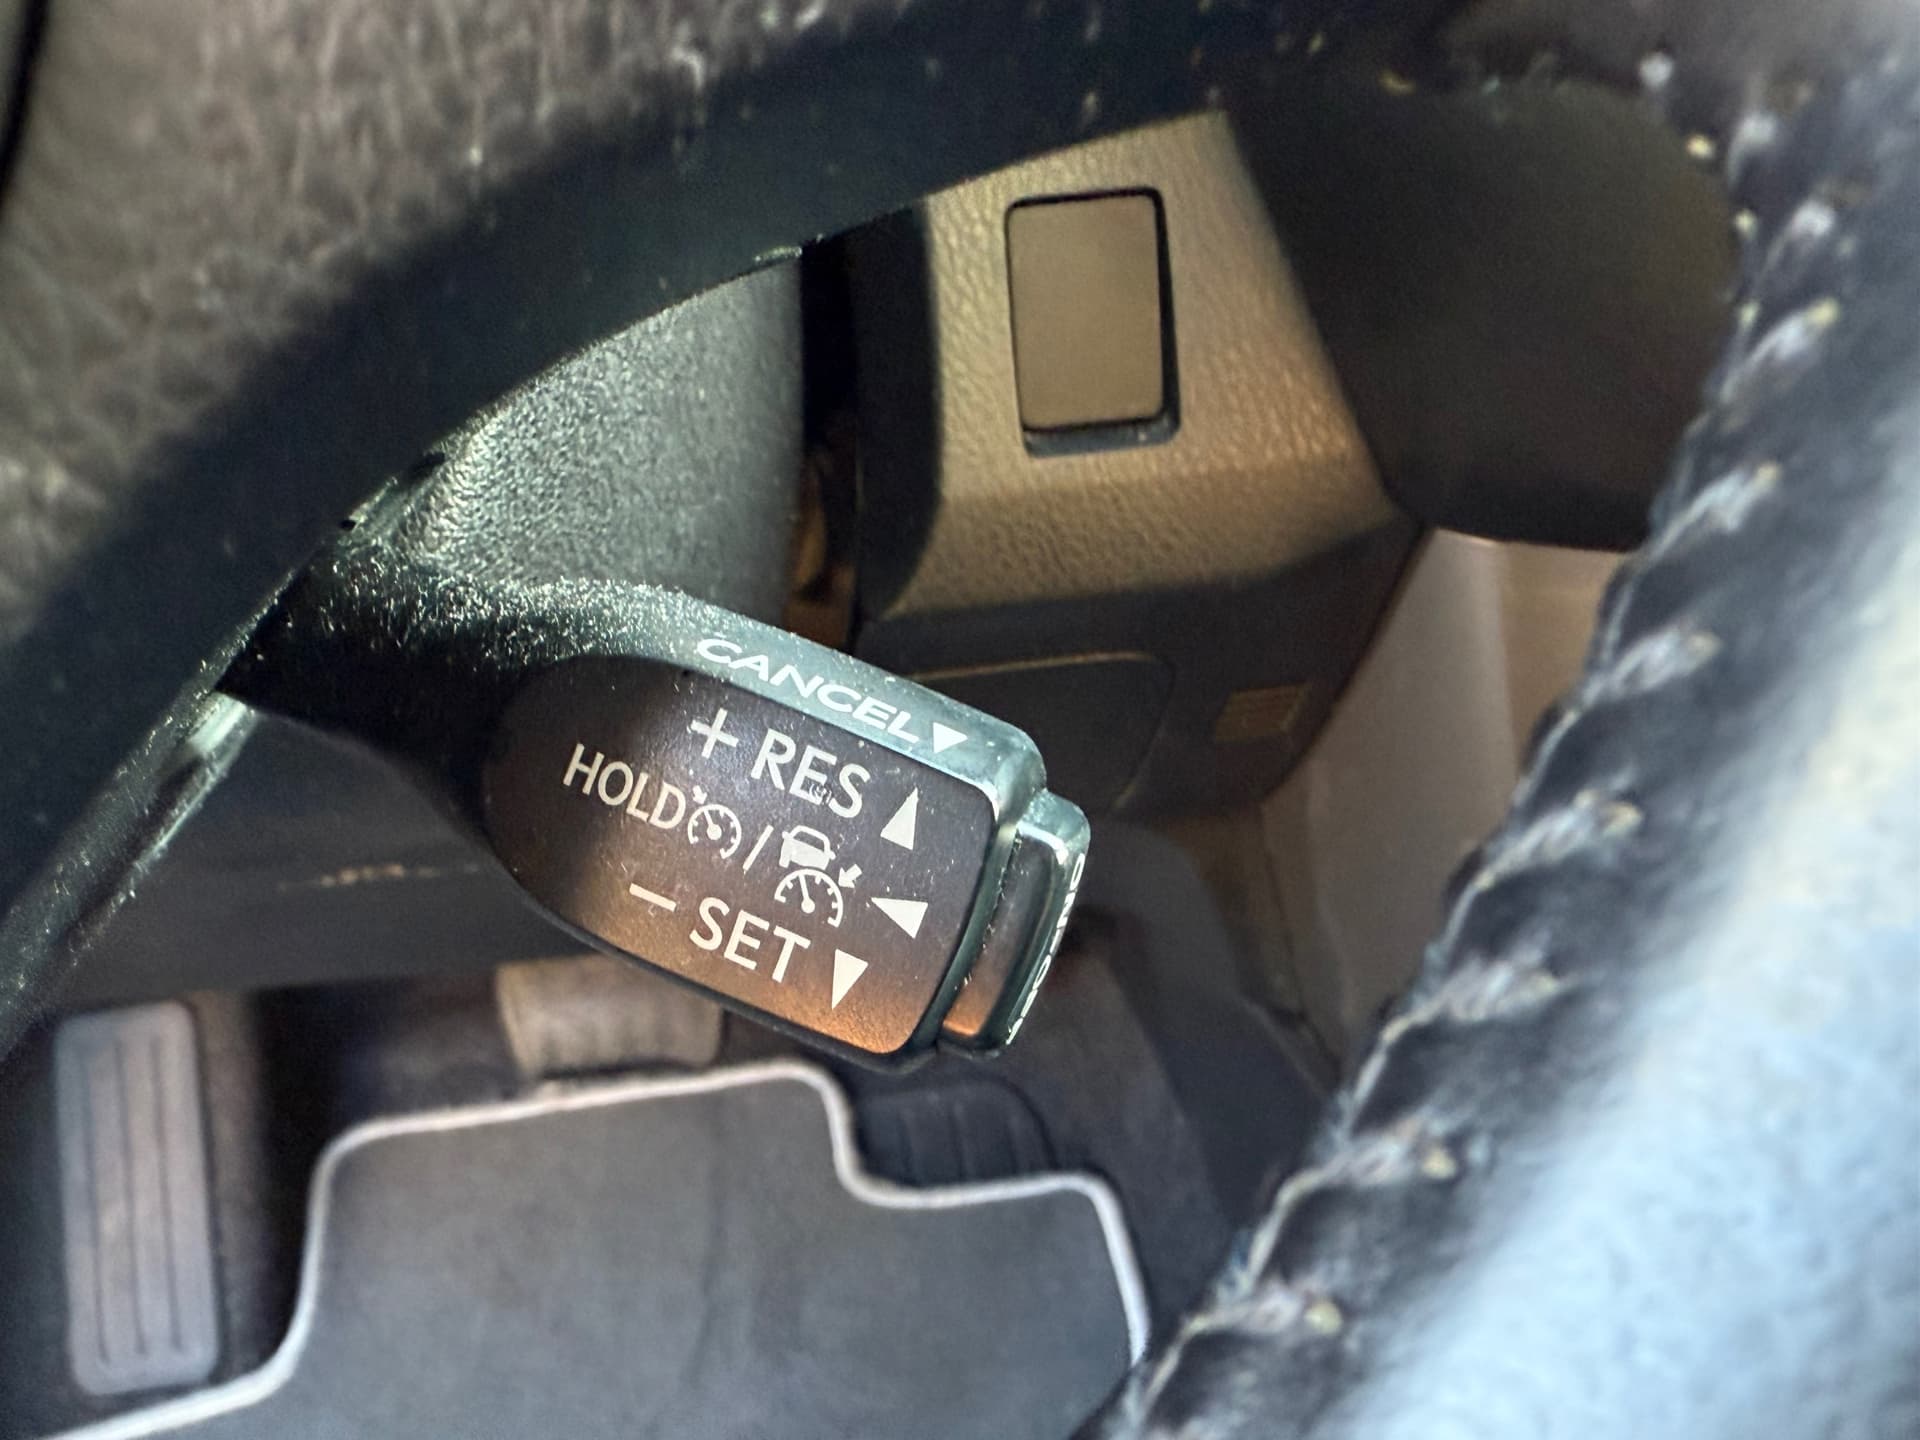 CANCEL▼
+ RES ▲
HOLD / ◀
− SET ▼